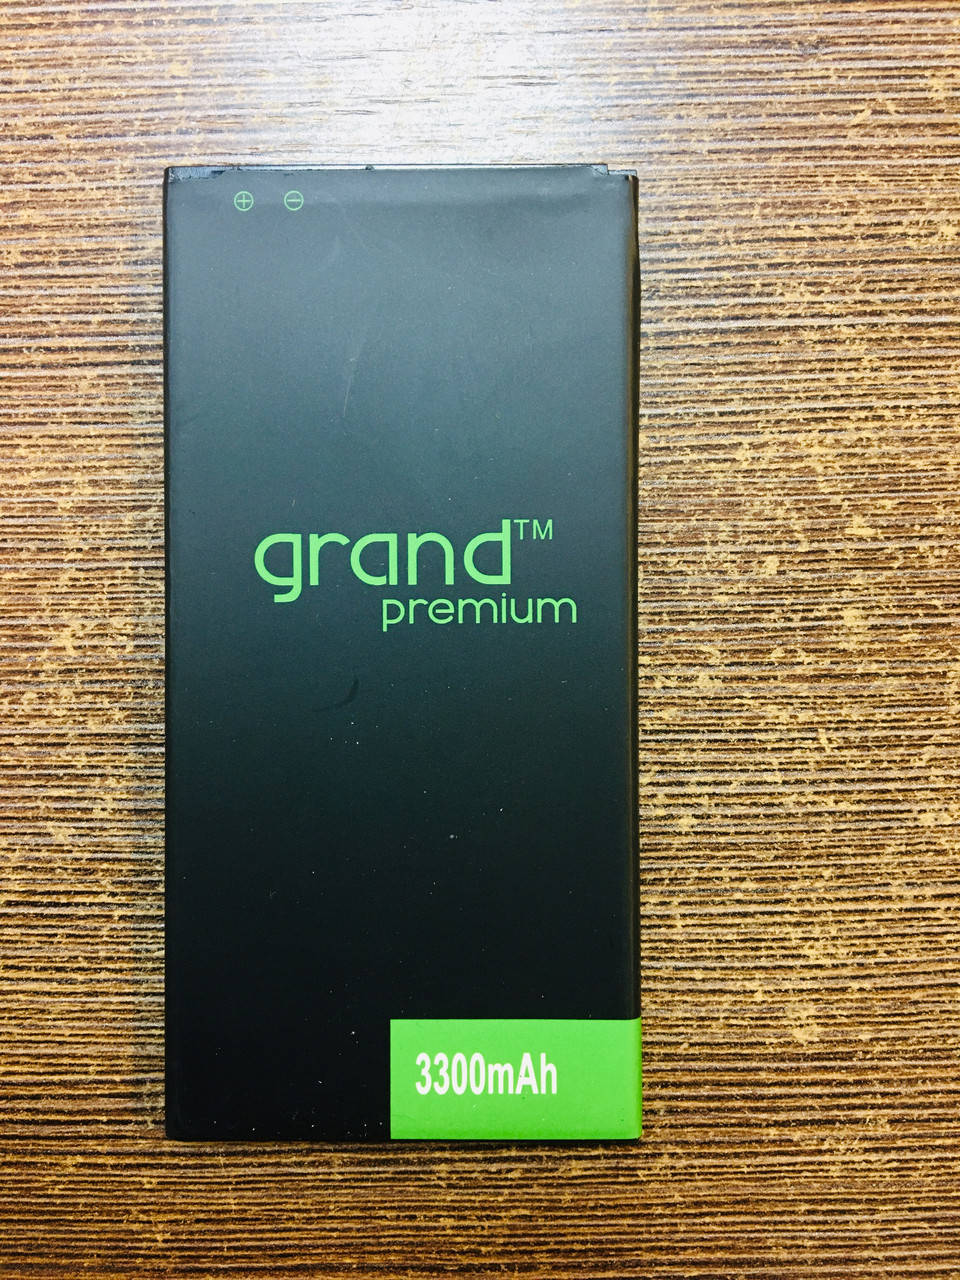 ⊕ ⊖
grand™
premium
3300mAh